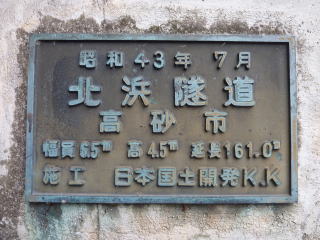 昭和43年 7月
北浜隧道
高砂市
幅員6.5m 高4.5m 延長161.0m
施工 日本国土開発K.K